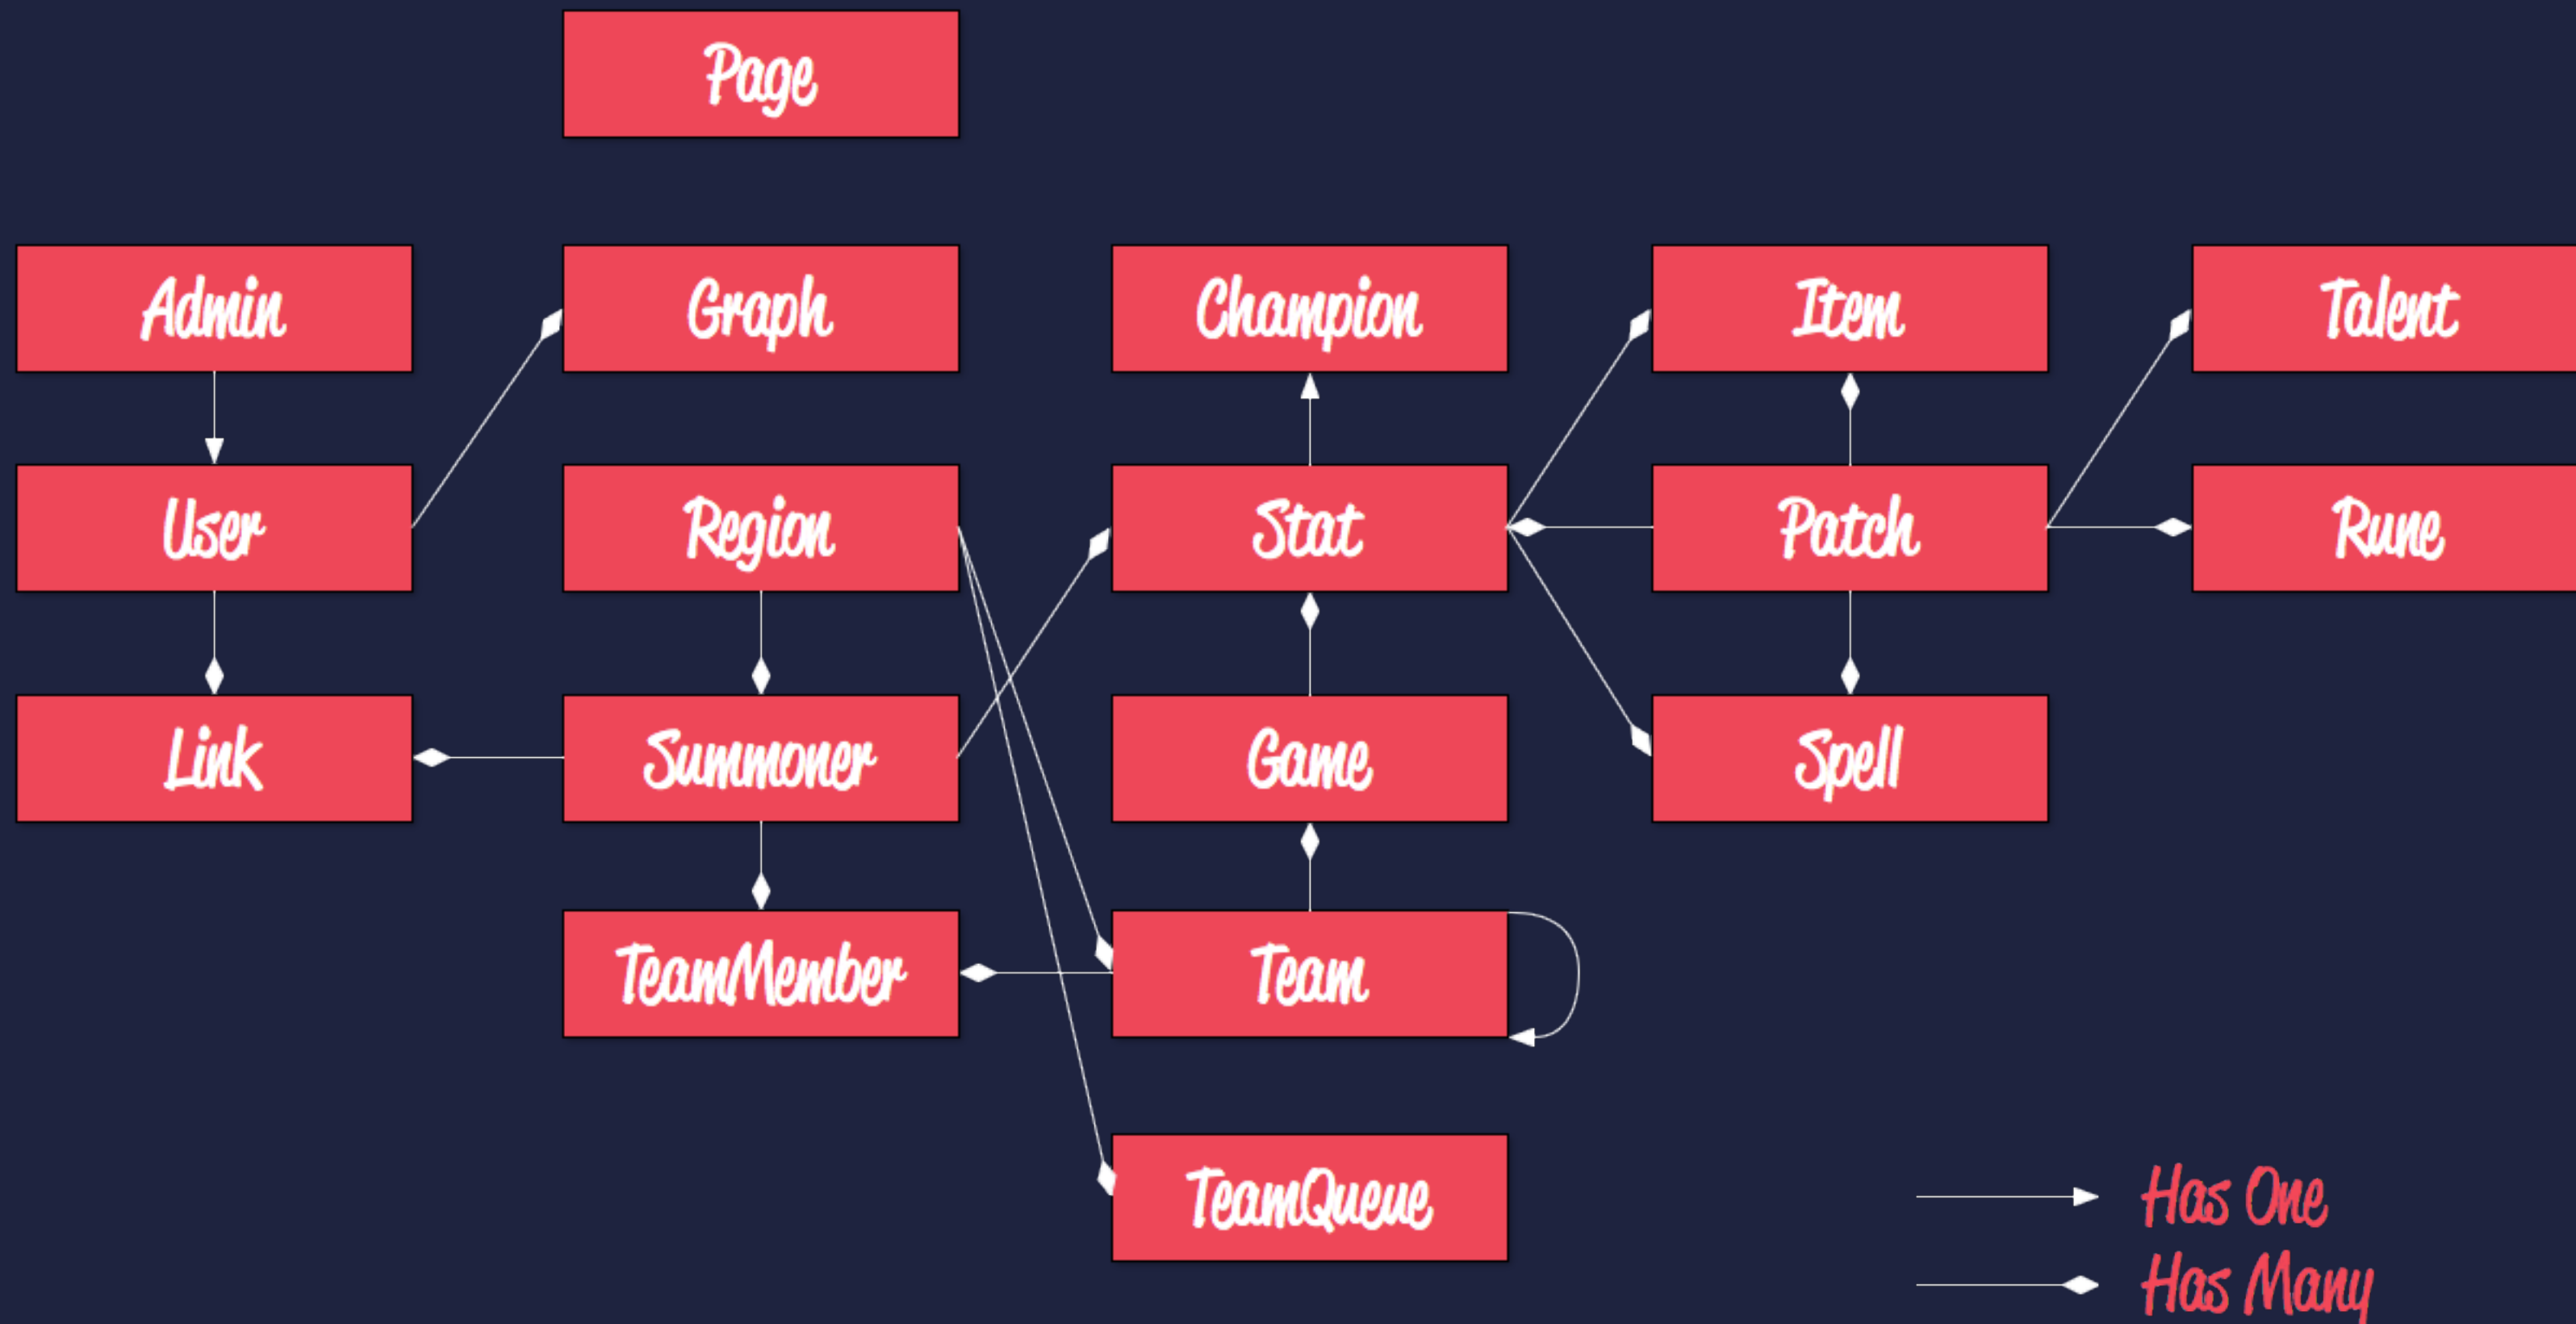 Page
Admin
Graph
Champion
Item
Talent
User
Region
Stat
Patch
Rune
Link
Summoner
Game
Spell
TeamMember
Team
TeamQueue
Has One
Has Many